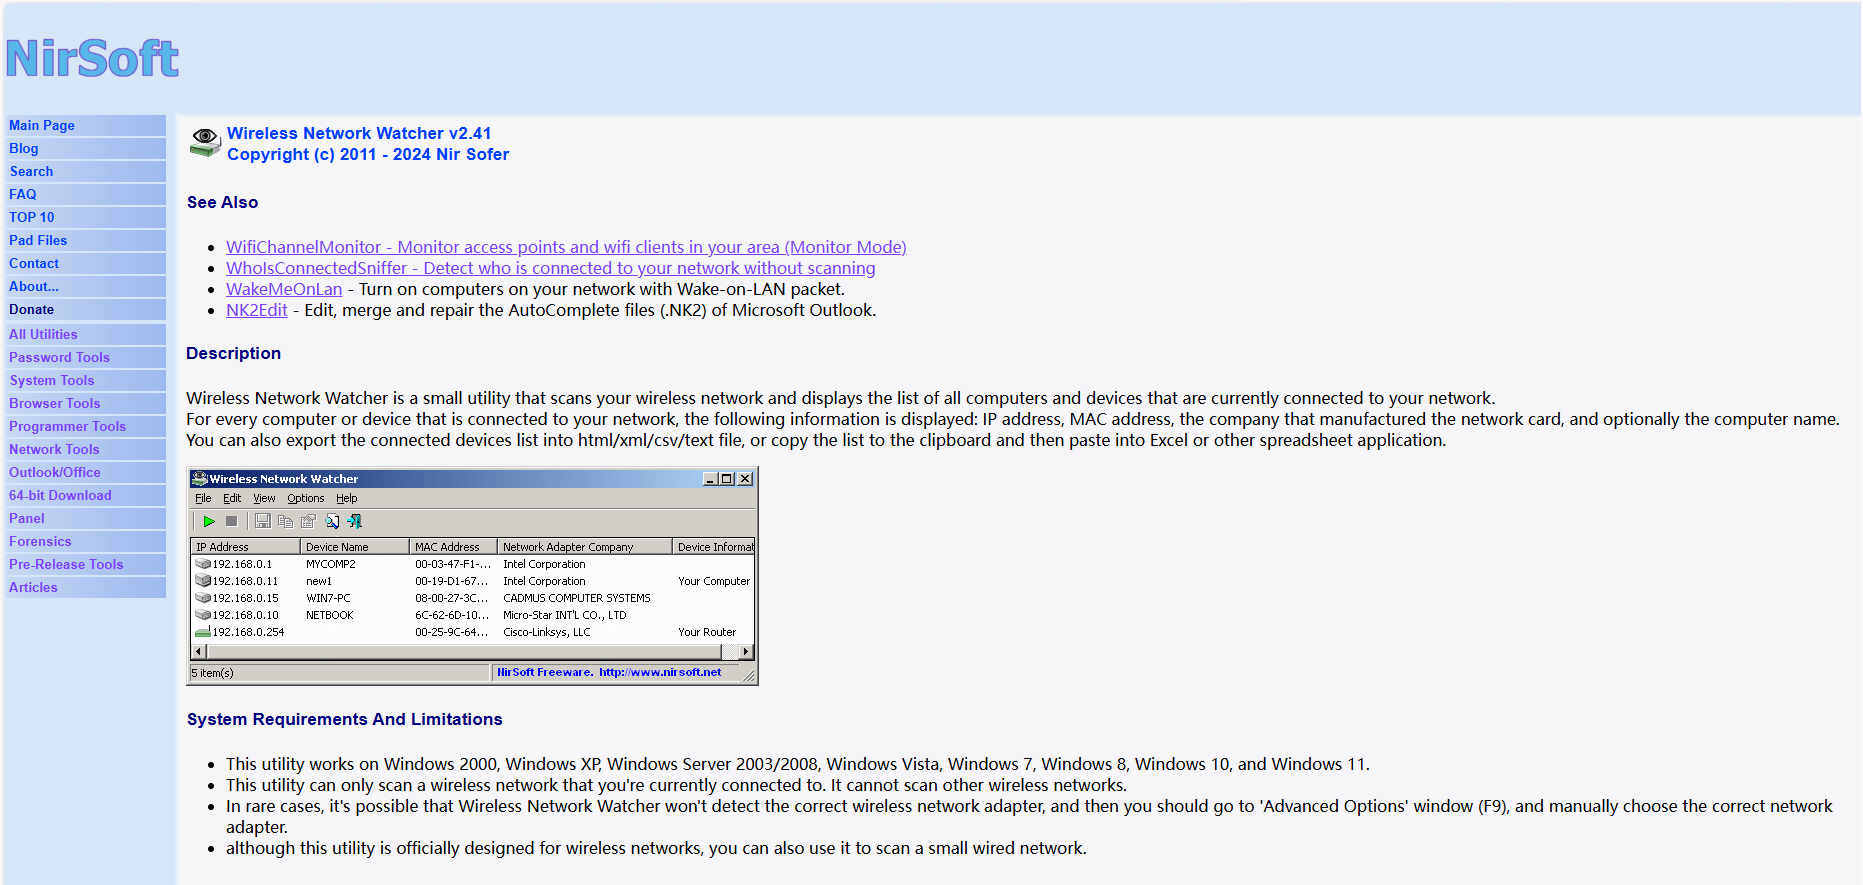 NirSoft
Main Page
Blog
Search
FAQ
TOP 10
Pad Files
Contact
About...
Donate
All Utilities
Password Tools
System Tools
Browser Tools
Programmer Tools
Network Tools
Outlook/Office
64-bit Download
Panel
Forensics
Pre-Release Tools
Articles
Wireless Network Watcher v2.41
Copyright (c) 2011 - 2024 Nir Sofer
See Also
• WifiChannelMonitor - Monitor access points and wifi clients in your area (Monitor Mode)
• WhoIsConnectedSniffer - Detect who is connected to your network without scanning
• WakeMeOnLan - Turn on computers on your network with Wake-on-LAN packet.
• NK2Edit - Edit, merge and repair the AutoComplete files (.NK2) of Microsoft Outlook.
Description
Wireless Network Watcher is a small utility that scans your wireless network and displays the list of all computers and devices that are currently connected to your network.
For every computer or device that is connected to your network, the following information is displayed: IP address, MAC address, the company that manufactured the network card, and optionally the computer name.
You can also export the connected devices list into html/xml/csv/text file, or copy the list to the clipboard and then paste into Excel or other spreadsheet application.
Wireless Network Watcher
File Edit View Options Help
IP Address Device Name MAC Address Network Adapter Company Device Informat
192.168.0.1 MYCOMP2 00-03-47-F1-... Intel Corporation
192.168.0.11 new1 00-19-D1-67... Intel Corporation Your Computer
192.168.0.15 WIN7-PC 08-00-27-3C... CADMUS COMPUTER SYSTEMS
192.168.0.10 NETBOOK 6C-62-6D-10... Micro-Star INT'L CO., LTD
192.168.0.254 00-25-9C-64... Cisco-Linksys, LLC Your Router
5 item(s) NirSoft Freeware. http://www.nirsoft.net
System Requirements And Limitations
• This utility works on Windows 2000, Windows XP, Windows Server 2003/2008, Windows Vista, Windows 7, Windows 8, Windows 10, and Windows 11.
• This utility can only scan a wireless network that you're currently connected to. It cannot scan other wireless networks.
• In rare cases, it's possible that Wireless Network Watcher won't detect the correct wireless network adapter, and then you should go to 'Advanced Options' window (F9), and manually choose the correct network
adapter.
• although this utility is officially designed for wireless networks, you can also use it to scan a small wired network.